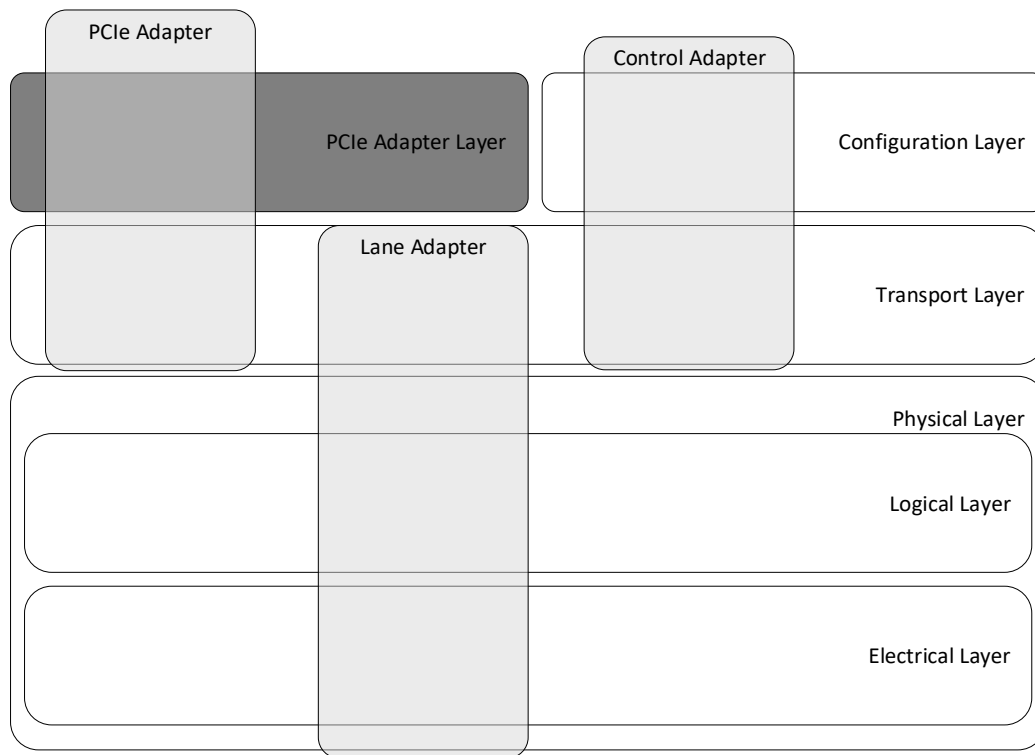 PCIe Adapter
Control Adapter
PCIe Adapter Layer
Configuration Layer
Lane Adapter
Transport Layer
Physical Layer
Logical Layer
Electrical Layer